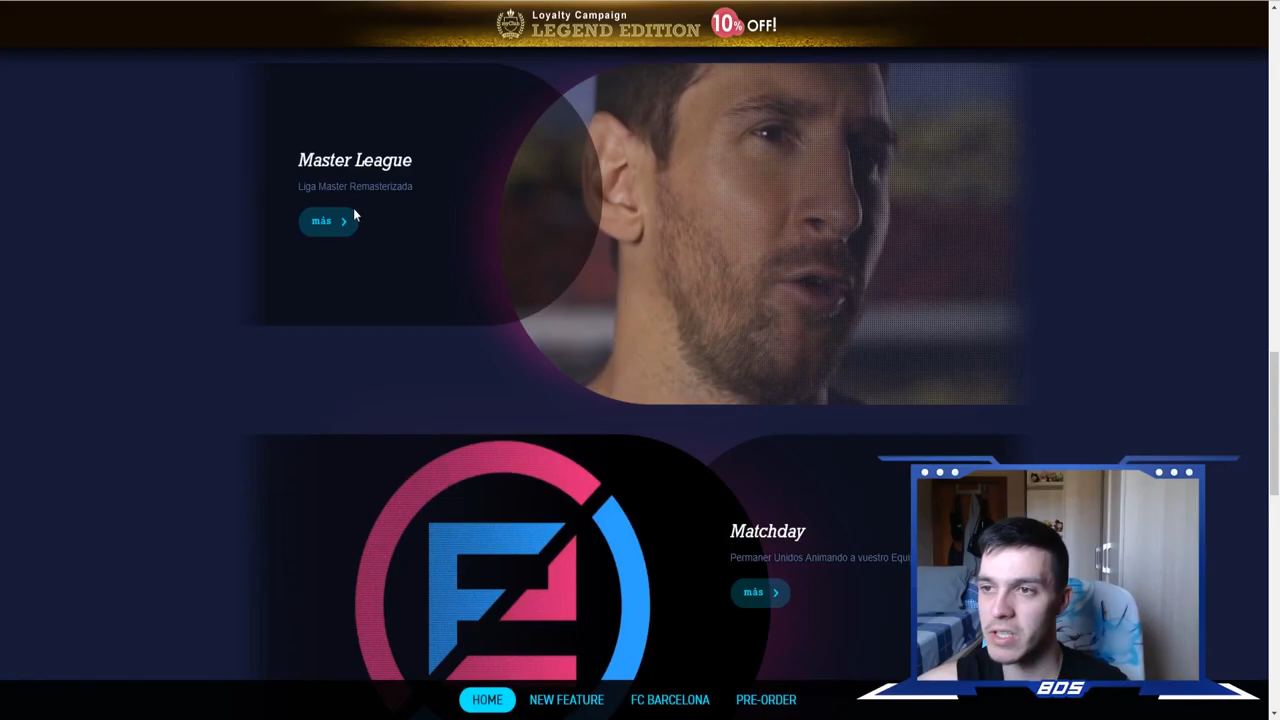 myClub
Loyalty Campaign
LEGEND EDITION
10% OFF!
Master League
Liga Master Remasterizada
más
Matchday
Permaner Unidos Animando a vuestro Equi
más
HOME
NEW FEATURE
FC BARCELONA
PRE-ORDER
BDS